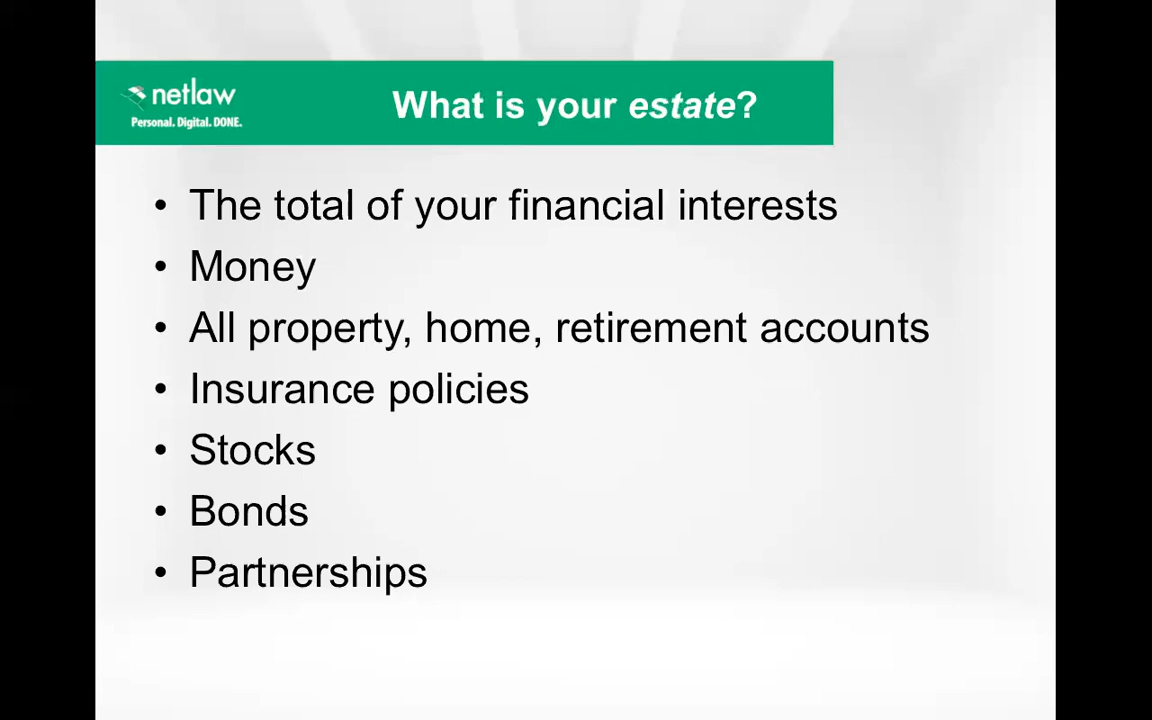 netlaw
Personal. Digital. DONE.
What is your estate?
• The total of your financial interests
• Money
• All property, home, retirement accounts
• Insurance policies
• Stocks
• Bonds
• Partnerships